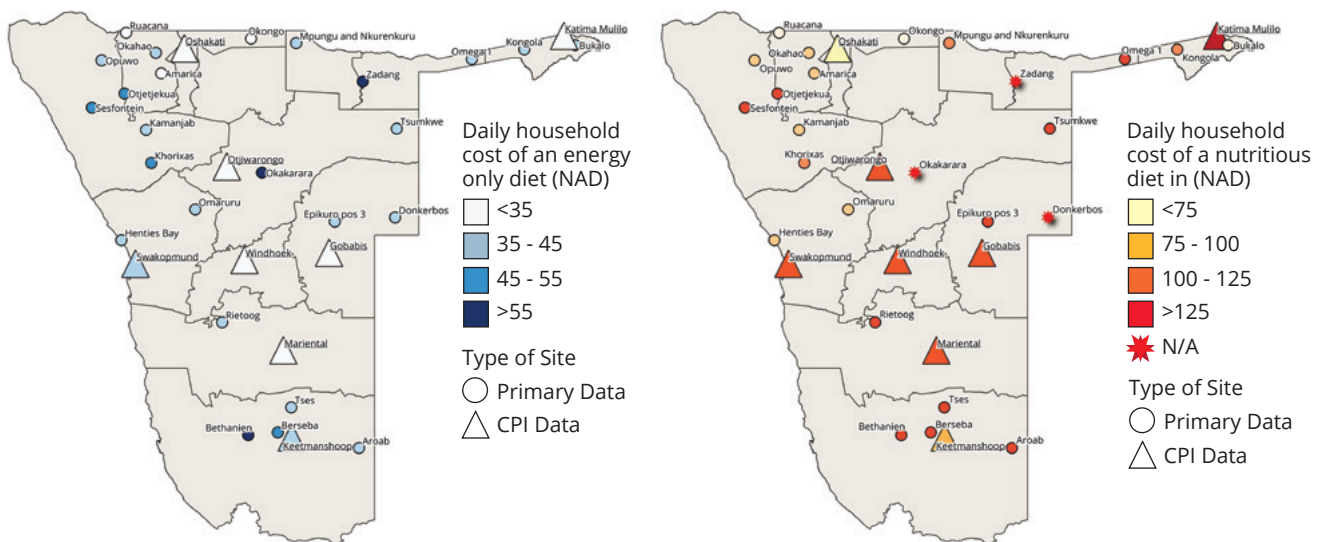 Ruacana
Okongo
Katima Mulilo
Okahao
Oshakati
Mpungu and Nkurenkuru
Kongola
Bukalo
Omega 1
Opuwo
Amarica
Zadang
Otjetjekua
Sesfontein
25
Kamanjab
Tsumkwe
Khorixas
Otjiwarongo
Okakarara
Omaruru
Donkerbos
Epikuro pos 3
Henties Bay
Swakopmund
Windhoek
Gobabis
Rietoog
Mariental
Tses
Bethanien
Berseba
Keetmanshoop
Aroab
Daily household
cost of an energy
only diet (NAD)
<35
35 - 45
45 - 55
>55
Type of Site
Primary Data
CPI Data
Ruacana
Okongo
Katima Mulilo
Okahao
Oshakati
Mpungu and Nkurenkuru
Bukalo
Omega 1
Kongola
Opuwo
Amarica
Zadang
Otjetjekua
Sesfontein
25
Kamanjab
Tsumkwe
Khorixas
Otjiwarongo
Okakarara
Omaruru
Donkerbos
Epikuro pos 3
Henties Bay
Swakopmund
Windhoek
Gobabis
Rietoog
Mariental
Tses
Bethanien
Berseba
Keetmanshoop
Aroab
Daily household
cost of a nutritious
diet in (NAD)
<75
75 - 100
100 - 125
>125
N/A
Type of Site
Primary Data
CPI Data